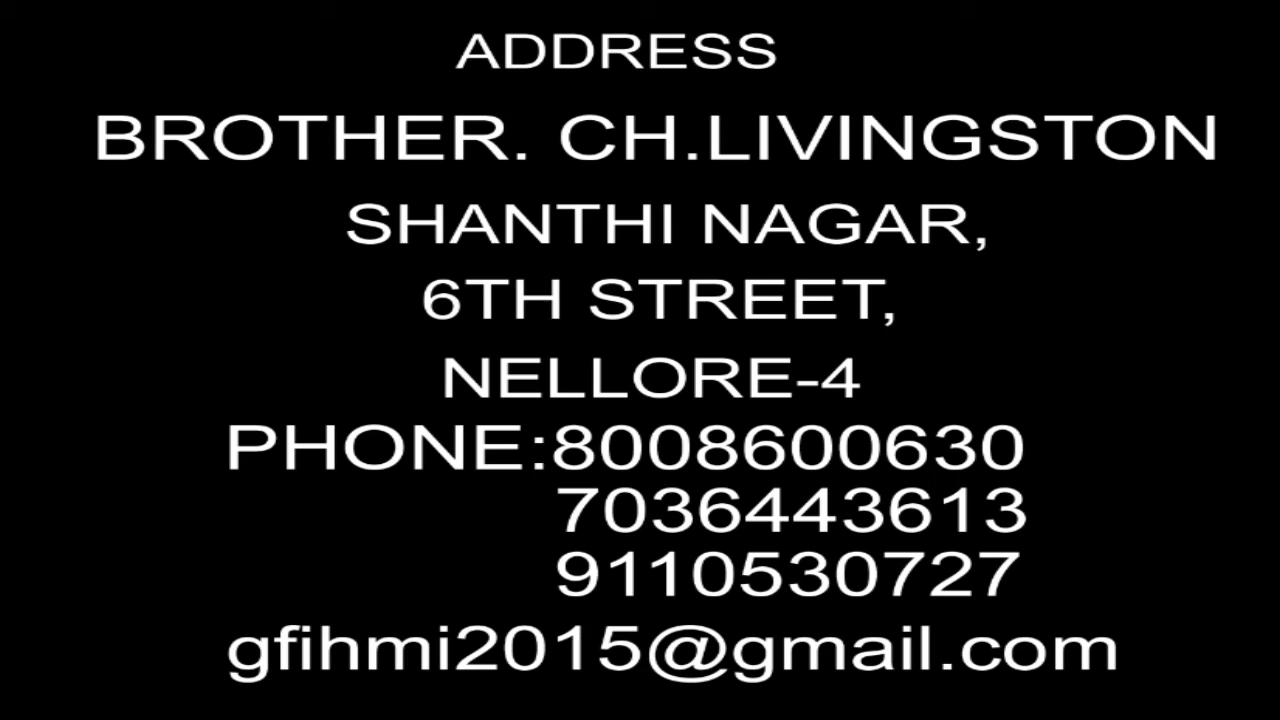 ADDRESS
BROTHER. CH.LIVINGSTON
SHANTHI NAGAR,
6TH STREET,
NELLORE-4
PHONE:8008600630
7036443613
9110530727
gfihmi2015@gmail.com